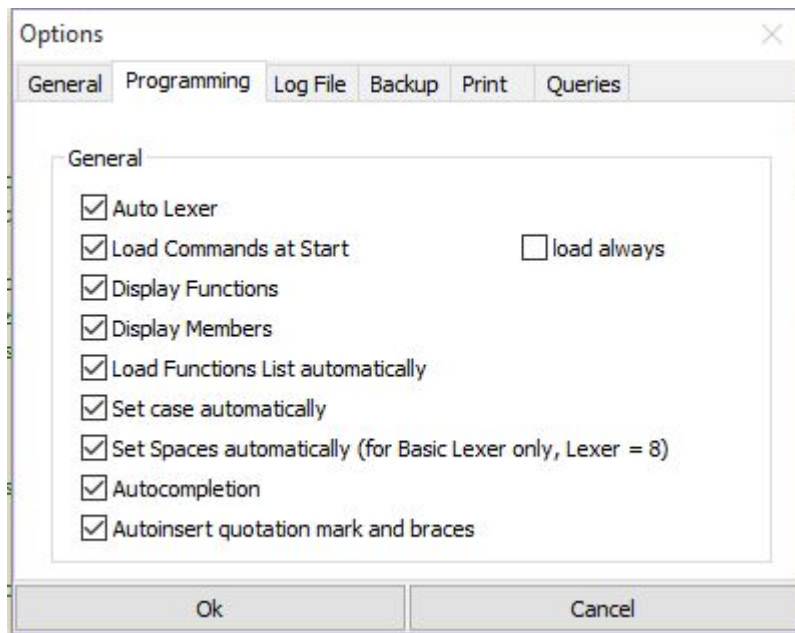 Options
General Programming Log File Backup Print Queries
General
Auto Lexer
Load Commands at Start load always
Display Functions
Display Members
Load Functions List automatically
Set case automatically
Set Spaces automatically (for Basic Lexer only, Lexer = 8)
Autocompletion
Autoinsert quotation mark and braces
Ok Cancel